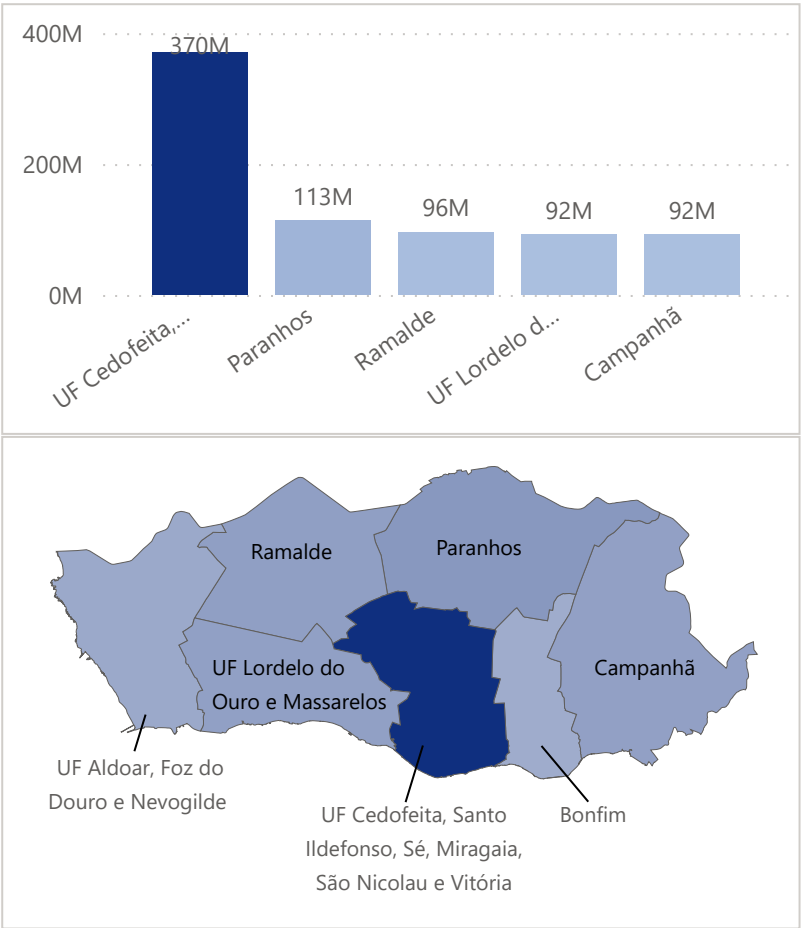 400M
370M
200M
113M
96M
92M
92M
0M
UF Cedofeita,...
Paranhos
Ramalde
UF Lordelo d...
Campanhã
Ramalde
Paranhos
UF Lordelo do
Ouro e Massarelos
Campanhã
UF Aldoar, Foz do
Douro e Nevogilde
UF Cedofeita, Santo
Ildefonso, Sé, Miragaia,
São Nicolau e Vitória
Bonfim